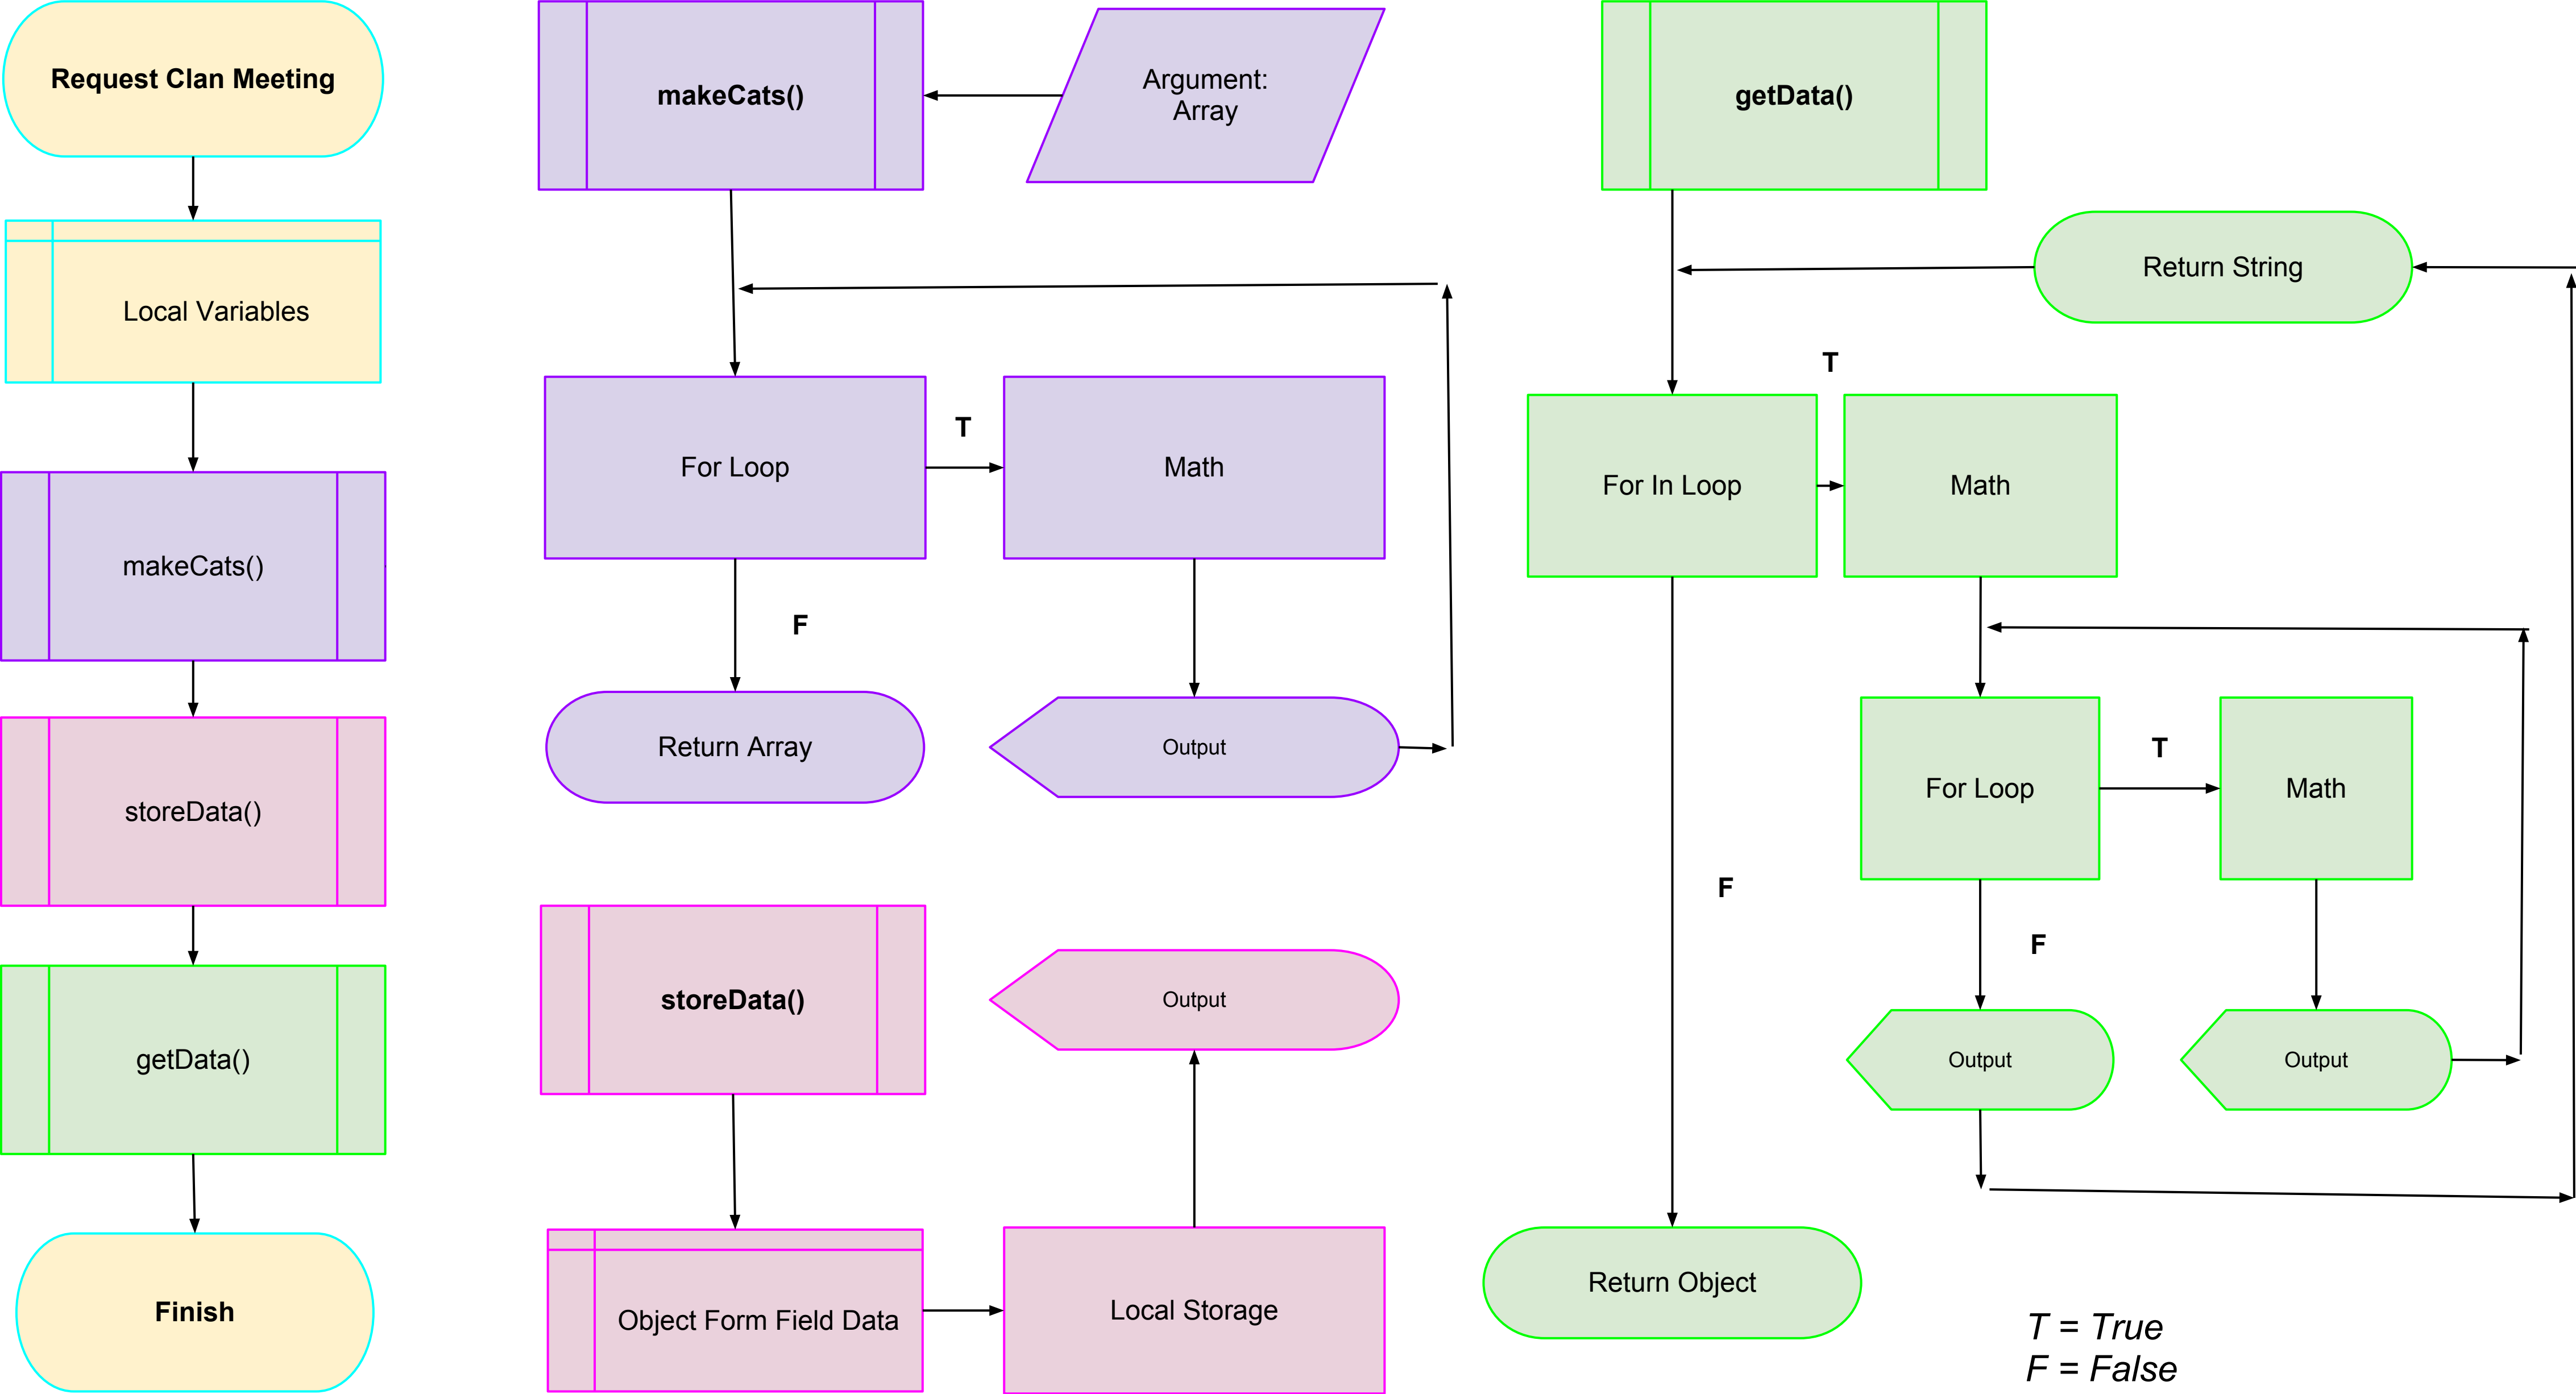 Request Clan Meeting
Local Variables
makeCats()
storeData()
getData()
Finish
makeCats()
Argument:
Array
For Loop
T
Math
F
Return Array
Output
storeData()
Output
Object Form Field Data
Local Storage
getData()
Return String
T
For In Loop
Math
For Loop
T
Math
F
F
Output
Output
Return Object
T = True
F = False